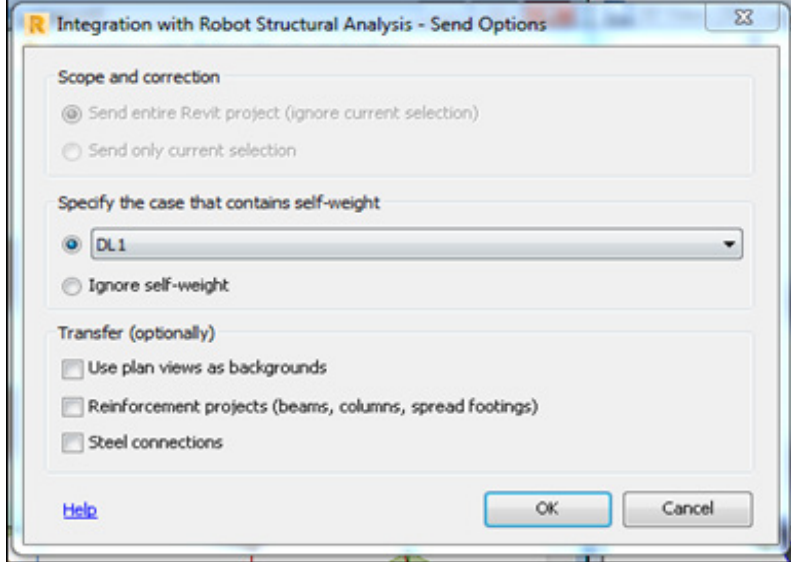 Integration with Robot Structural Analysis - Send Options
Scope and correction
Send entire Revit project (ignore current selection)
Send only current selection
Specify the case that contains self-weight
DL1
Ignore self-weight
Transfer (optionally)
Use plan views as backgrounds
Reinforcement projects (beams, columns, spread footings)
Steel connections
Help OK Cancel